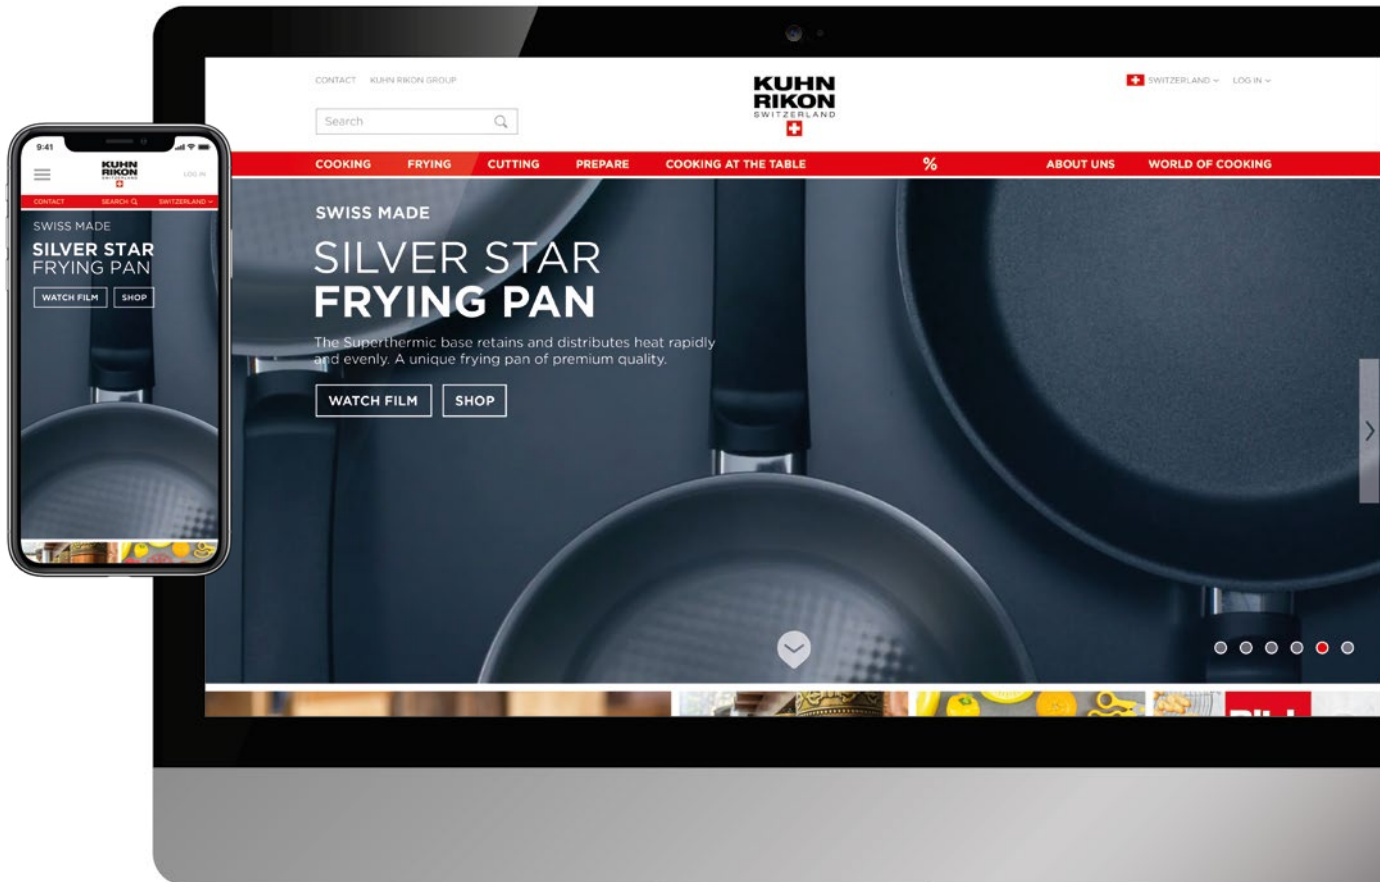 9:41
KUHN
RIKON
SWITZERLAND
LOG IN
CONTACT
SEARCH
SWITZERLAND
SWISS MADE
SILVER STAR
FRYING PAN
WATCH FILM
SHOP
CONTACT
KUHN RIKON GROUP
Search
KUHN
RIKON
SWITZERLAND
SWITZERLAND
LOG IN
COOKING
FRYING
CUTTING
PREPARE
COOKING AT THE TABLE
%
ABOUT UNS
WORLD OF COOKING
SWISS MADE
SILVER STAR
FRYING PAN
The Superthermic base retains and distributes heat rapidly
and evenly. A unique frying pan of premium quality.
WATCH FILM
SHOP